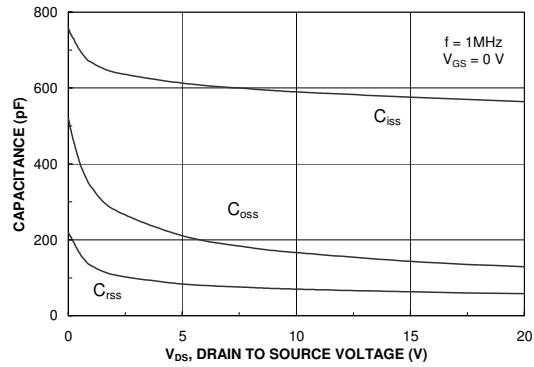 800
600
400
200
0
0
5
10
15
20
CAPACITANCE (pF)
f = 1MHz
VGS = 0 V
Ciss
Coss
Crss
VDS, DRAIN TO SOURCE VOLTAGE (V)